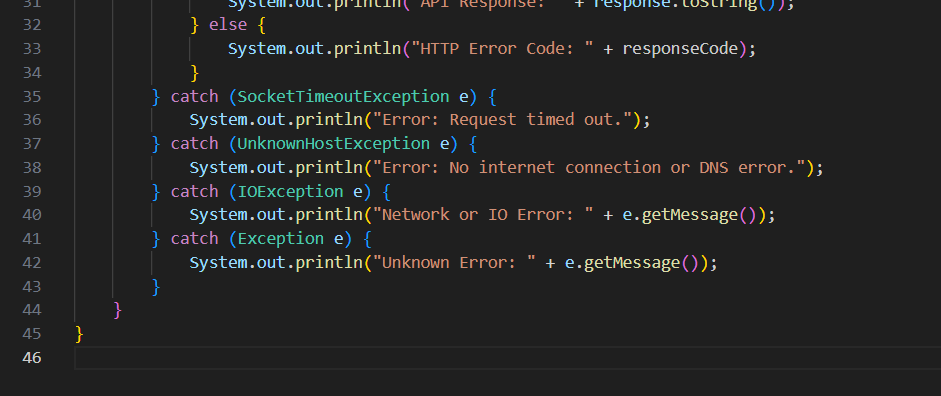 31 System.out.println("API Response: " + response.toString());
32 } else {
33 System.out.println("HTTP Error Code: " + responseCode);
34 }
35 } catch (SocketTimeoutException e) {
36 System.out.println("Error: Request timed out.");
37 } catch (UnknownHostException e) {
38 System.out.println("Error: No internet connection or DNS error.");
39 } catch (IOException e) {
40 System.out.println("Network or IO Error: " + e.getMessage());
41 } catch (Exception e) {
42 System.out.println("Unknown Error: " + e.getMessage());
43 }
44 }
45 }
46